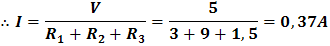 ∴ I = V / (R₁ + R₂ + R₃) = 5 / (3 + 9 + 1,5) = 0,37A